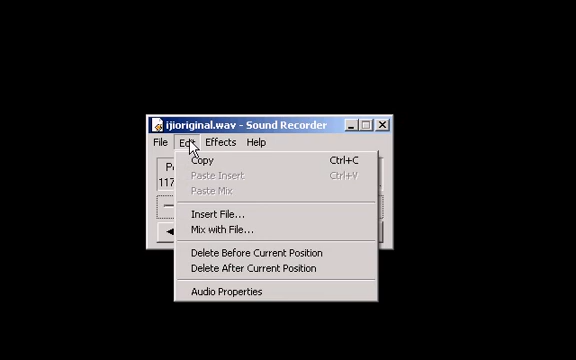 ijioriginal.wav - Sound Recorder
File Edit Effects Help
Copy Ctrl+C
Paste Insert Ctrl+V
Paste Mix
Insert File...
Mix with File...
Delete Before Current Position
Delete After Current Position
Audio Properties